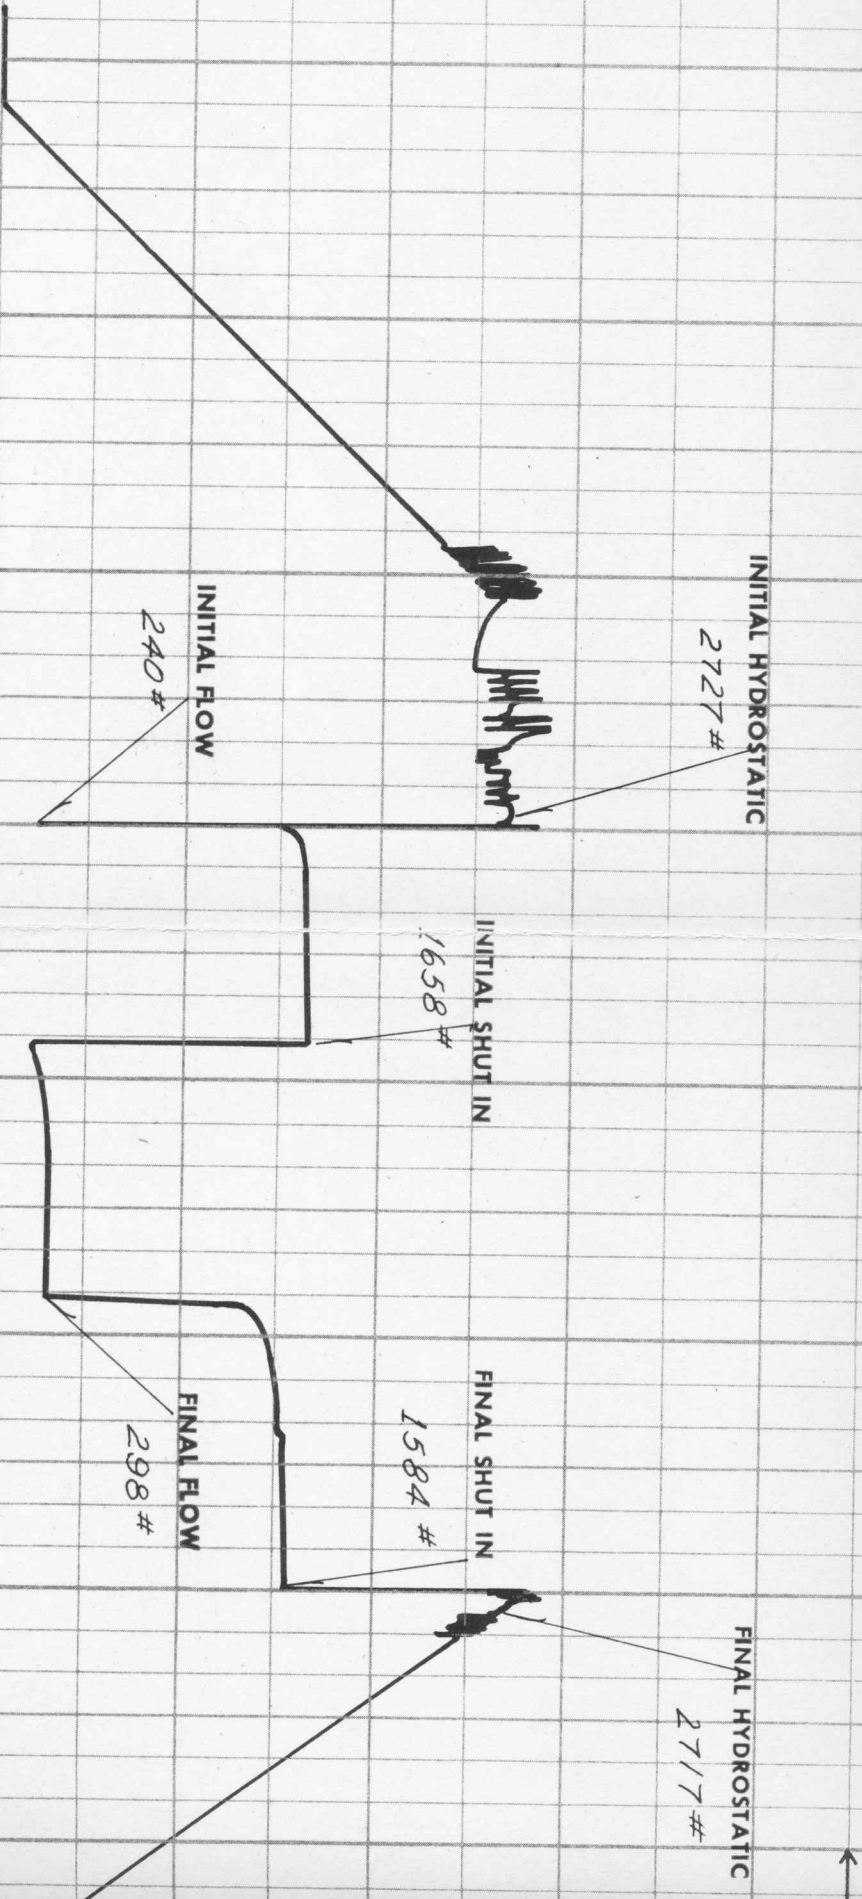 INITIAL HYDROSTATIC
2727#
INITIAL FLOW
240#
INITIAL SHUT IN
1658#
FINAL SHUT IN
1584#
FINAL FLOW
298#
FINAL HYDROSTATIC
2717#